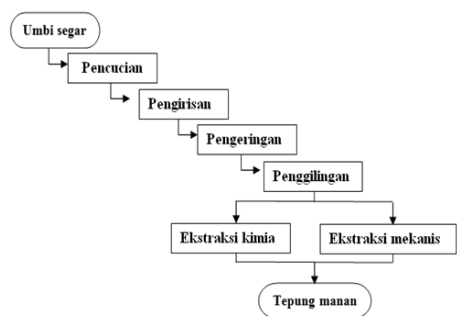 Umbi segar
Pencucian
Pengirisan
Pengeringan
Penggilingan
Ekstraksi kimia
Ekstraksi mekanis
Tepung manan